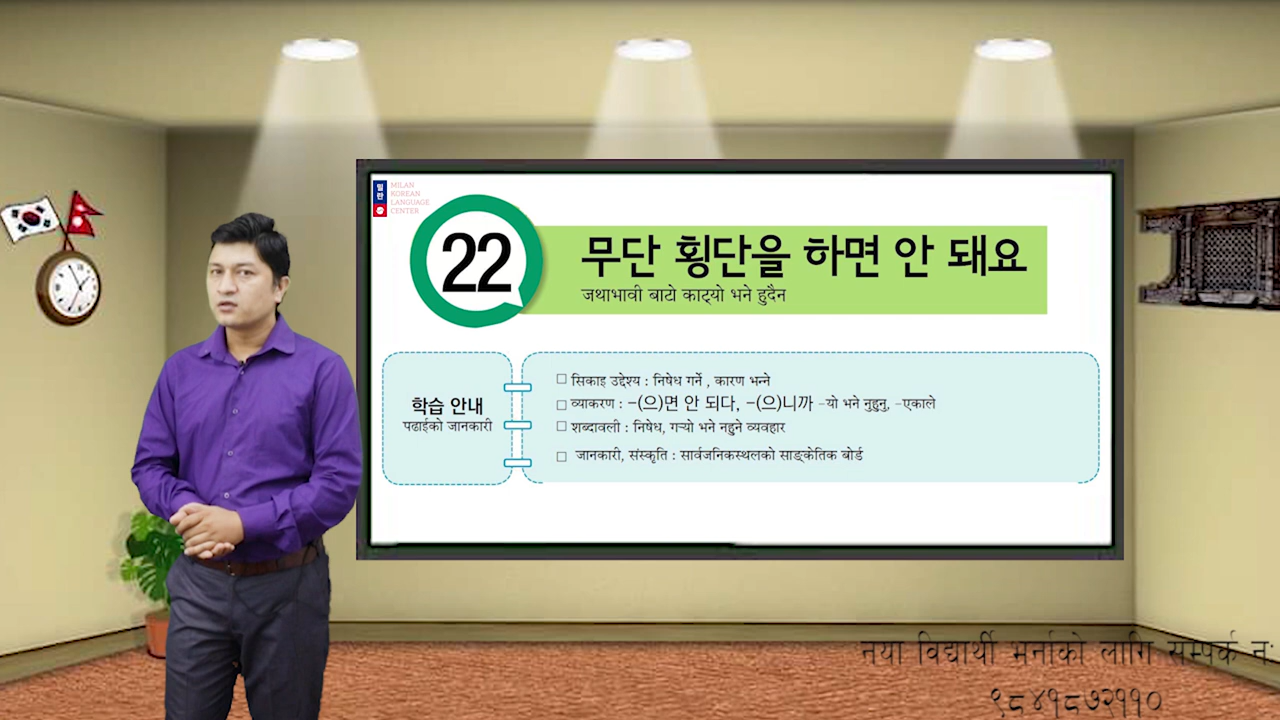 밀란
MILAN
KOREAN
LANGUAGE
CENTER
22
무단 횡단을 하면 안 돼요
जथाभावी बाटो काट्यो भने हुदैन
학습 안내
पढाईको जानकारी
□ सिकाइ उद्देश्य : निषेध गर्ने , कारण भन्ने
□ व्याकरण : -(으)면 안 되다, -(으)니까 -यो भने नुहुनु, -एकाले
□ शब्दावली : निषेध, गऱ्यो भने नहुने व्यवहार
□ जानकारी, संस्कृति : सार्वजनिकस्थलको साङ्केतिक बोर्ड
नया विद्यार्थी भर्नाको लागि सम्पर्क न:
९८४१८७२११०